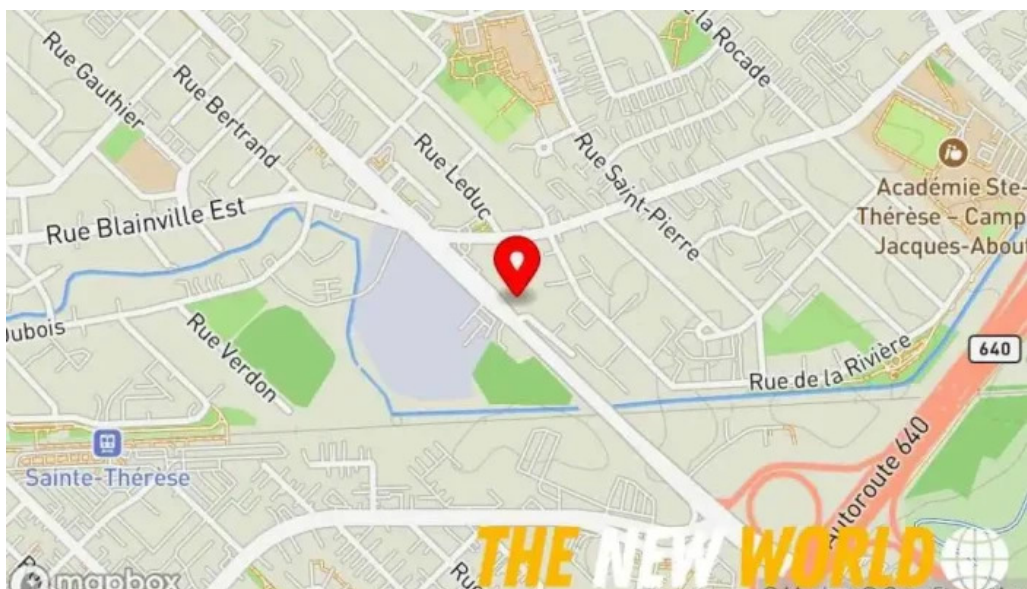 Rue Gauthier
Rue Bertrand
Rue Leduc
la Rocade
Rue Saint-Pierre
Rue Blainville Est
Académie Ste-
Thérèse – Camp
Jacques-About
Dubois
Rue Verdon
640
Rue de la Rivière
Sainte-Thérèse
Autoroute 640
THE NEW WORLD
mapbox